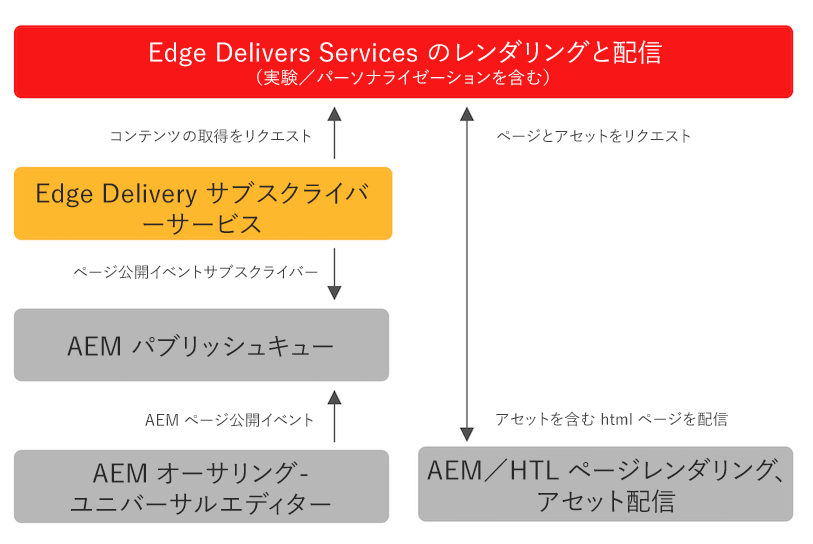 Edge Delivers Services のレンダリングと配信
（実験／パーソナライゼーションを含む）
コンテンツの取得をリクエスト
ページとアセットをリクエスト
Edge Delivery サブスクライバ
ーサービス
ページ公開イベントサブスクライバー
AEM パブリッシュキュー
AEM ページ公開イベント
アセットを含む html ページを配信
AEM オーサリング-
ユニバーサルエディター
AEM／HTL ページレンダリング、
アセット配信